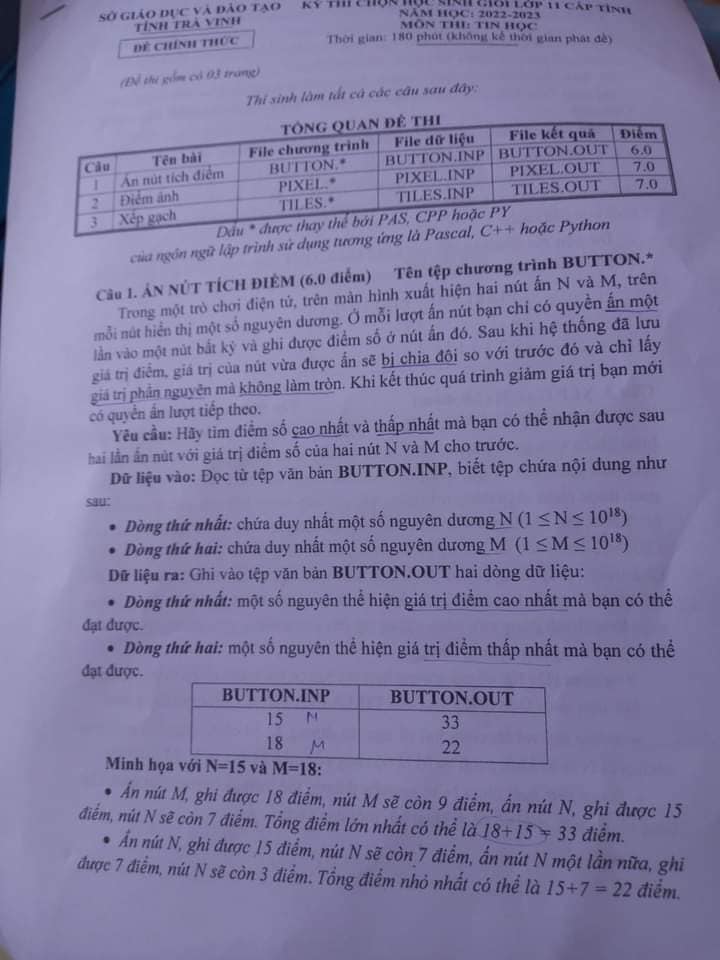 SỞ GIÁO DỤC VÀ ĐÀO TẠO KỲ THI CHỌN HỌC SINH GIỎI LỚP 11 CẤP TỈNH
TỈNH TRÀ VINH NĂM HỌC: 2022-2023
MÔN THI: TIN HỌC
ĐỀ CHÍNH THỨC Thời gian: 180 phút (không kể thời gian phát đề)
(Đề thi gồm có 03 trang)
Thí sinh làm tất cả các câu sau đây:
TỔNG QUAN ĐỀ THI
Câu Tên bài File chương trình File dữ liệu File kết quả Điểm
1 Ấn nút tích điểm BUTTON.* BUTTON.INP BUTTON.OUT 6.0
2 Điểm ảnh PIXEL.* PIXEL.INP PIXEL.OUT 7.0
3 Xếp gạch TILES.* TILES.INP TILES.OUT 7.0
Dấu * được thay thế bởi PAS, CPP hoặc PY
của ngôn ngữ lập trình sử dụng tương ứng là Pascal, C++ hoặc Python
Câu 1. ẤN NÚT TÍCH ĐIỂM (6.0 điểm) Tên tệp chương trình BUTTON.*
Trong một trò chơi điện tử, trên màn hình xuất hiện hai nút ấn N và M, trên
mỗi nút hiển thị một số nguyên dương. Ở mỗi lượt ấn nút bạn chỉ có quyền ấn một
lần vào một nút bất kỳ và ghi được điểm số ở nút ấn đó. Sau khi hệ thống đã lưu
giá trị điểm, giá trị của nút vừa được ấn sẽ bị chia đôi so với trước đó và chỉ lấy
giá trị phần nguyên mà không làm tròn. Khi kết thúc quá trình giảm giá trị bạn mới
có quyền ấn lượt tiếp theo.
Yêu cầu: Hãy tìm điểm số cao nhất và thấp nhất mà bạn có thể nhận được sau
hai lần ấn nút với giá trị điểm số của hai nút N và M cho trước.
Dữ liệu vào: Đọc từ tệp văn bản BUTTON.INP, biết tệp chứa nội dung như
sau:
• Dòng thứ nhất: chứa duy nhất một số nguyên dương N (1 ≤ N ≤ 10¹⁸)
• Dòng thứ hai: chứa duy nhất một số nguyên dương M (1 ≤ M ≤ 10¹⁸)
Dữ liệu ra: Ghi vào tệp văn bản BUTTON.OUT hai dòng dữ liệu:
• Dòng thứ nhất: một số nguyên thể hiện giá trị điểm cao nhất mà bạn có thể
đạt được.
• Dòng thứ hai: một số nguyên thể hiện giá trị điểm thấp nhất mà bạn có thể
đạt được.
BUTTON.INP BUTTON.OUT
15 M 33
18 M 22
Minh họa với N=15 và M=18:
• Ấn nút M, ghi được 18 điểm, nút M sẽ còn 9 điểm, ấn nút N, ghi được 15
điểm, nút N sẽ còn 7 điểm. Tổng điểm lớn nhất có thể là 18+15 = 33 điểm.
• Ấn nút N, ghi được 15 điểm, nút N sẽ còn 7 điểm, ấn nút N một lần nữa, ghi
được 7 điểm, nút N sẽ còn 3 điểm. Tổng điểm nhỏ nhất có thể là 15+7 = 22 điểm.